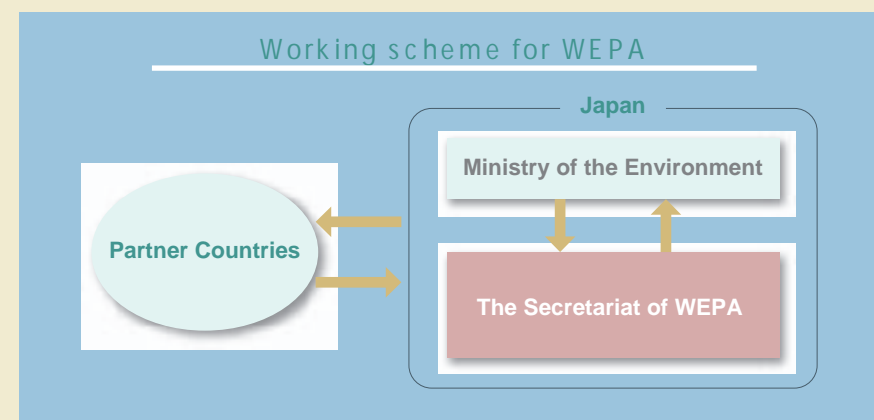 Working scheme for WEPA
Japan
Ministry of the Environment
Partner Countries
The Secretariat of WEPA